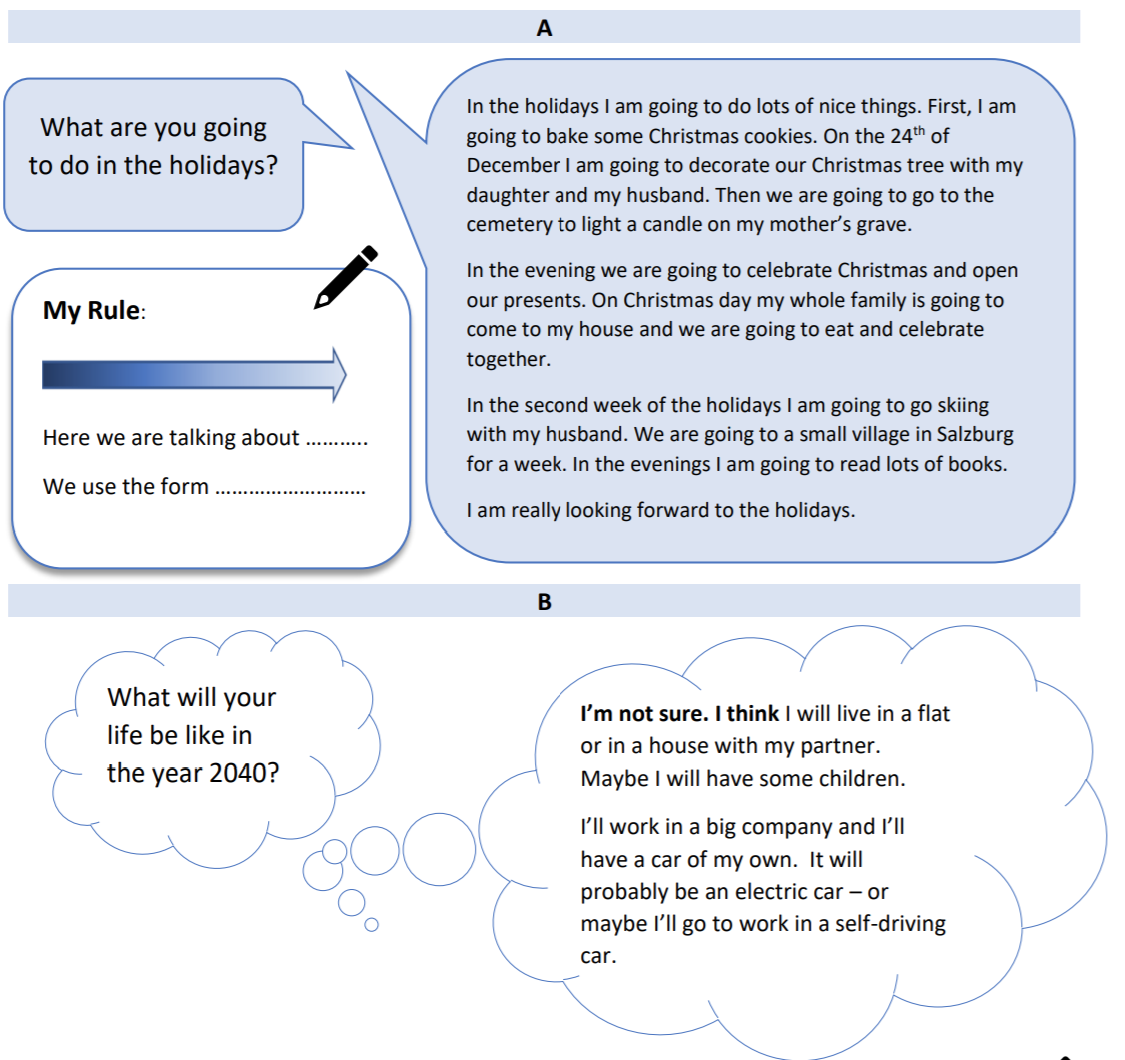 A
What are you going
to do in the holidays?
In the holidays I am going to do lots of nice things. First, I am
going to bake some Christmas cookies. On the 24th of
December I am going to decorate our Christmas tree with my
daughter and my husband. Then we are going to go to the
cemetery to light a candle on my mother's grave.
In the evening we are going to celebrate Christmas and open
our presents. On Christmas day my whole family is going to
come to my house and we are going to eat and celebrate
together.
In the second week of the holidays I am going to go skiing
with my husband. We are going to a small village in Salzburg
for a week. In the evenings I am going to read lots of books.
I am really looking forward to the holidays.
My Rule:
Here we are talking about ...........
We use the form ..........................
B
What will your
life be like in
the year 2040?
I'm not sure. I think I will live in a flat
or in a house with my partner.
Maybe I will have some children.
I'll work in a big company and I'll
have a car of my own.  It will
probably be an electric car – or
maybe I'll go to work in a self-driving
car.